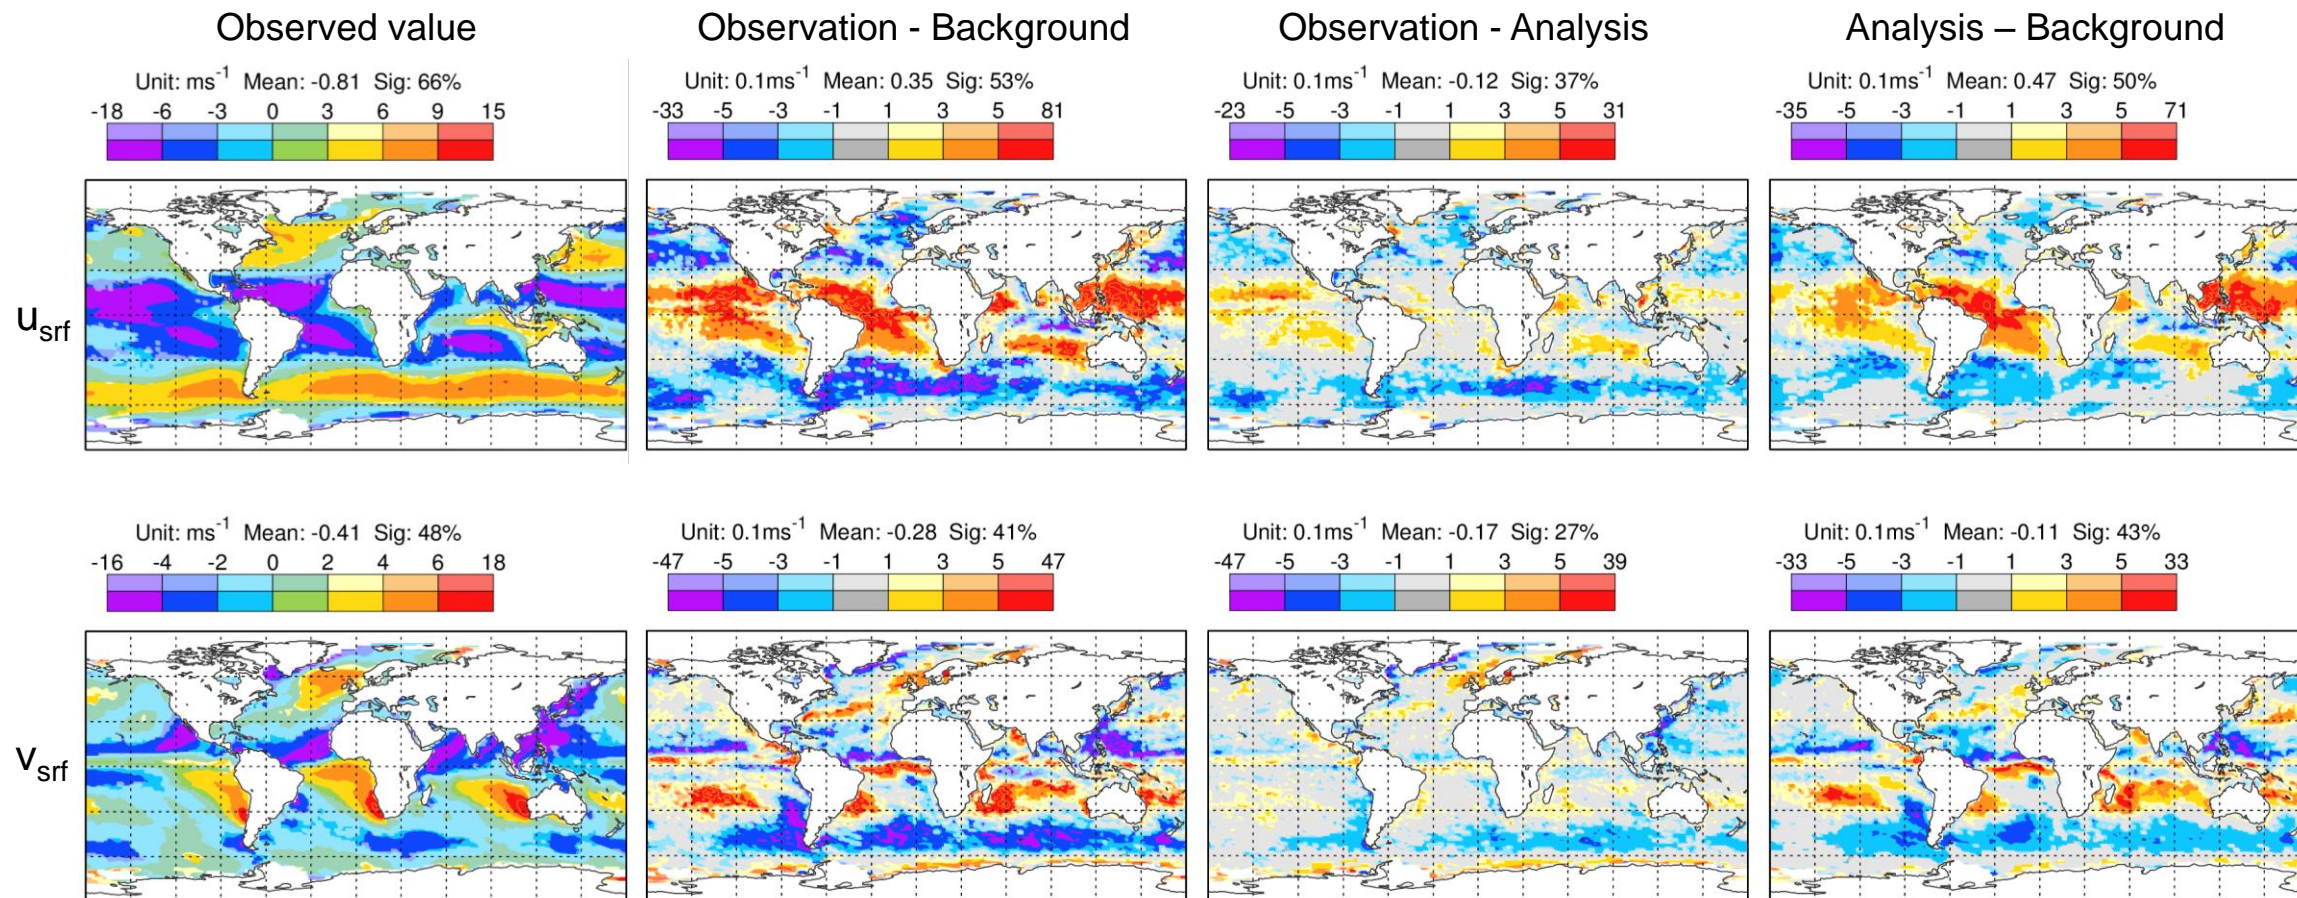 Observed value
Observation - Background
Observation - Analysis
Analysis – Background
Unit: ms-1 Mean: -0.81 Sig: 66%
Unit: 0.1ms-1 Mean: 0.35 Sig: 53%
Unit: 0.1ms-1 Mean: -0.12 Sig: 37%
Unit: 0.1ms-1 Mean: 0.47 Sig: 50%
-18 -6 -3 0 3 6 9 15
-33 -5 -3 -1 1 3 5 81
-23 -5 -3 -1 1 3 5 31
-35 -5 -3 -1 1 3 5 71
usrf
Unit: ms-1 Mean: -0.41 Sig: 48%
Unit: 0.1ms-1 Mean: -0.28 Sig: 41%
Unit: 0.1ms-1 Mean: -0.17 Sig: 27%
Unit: 0.1ms-1 Mean: -0.11 Sig: 43%
-16 -4 -2 0 2 4 6 18
-47 -5 -3 -1 1 3 5 47
-47 -5 -3 -1 1 3 5 39
-33 -5 -3 -1 1 3 5 33
vsrf